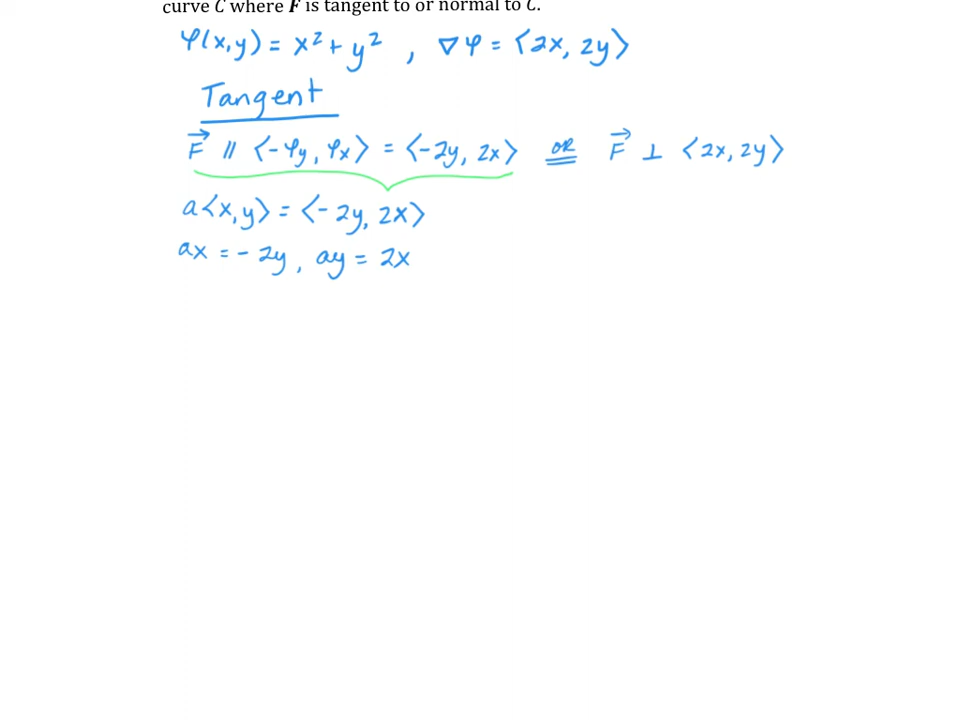 curve C where F is tangent to or normal to C.
φ(x,y) = x² + y² , ∇φ = ⟨2x, 2y⟩
Tangent
F⃗ ∥ ⟨-φy, φx⟩ = ⟨-2y, 2x⟩ OR F⃗ ⊥ ⟨2x, 2y⟩
a⟨x,y⟩ = ⟨-2y, 2x⟩
ax = -2y, ay = 2x